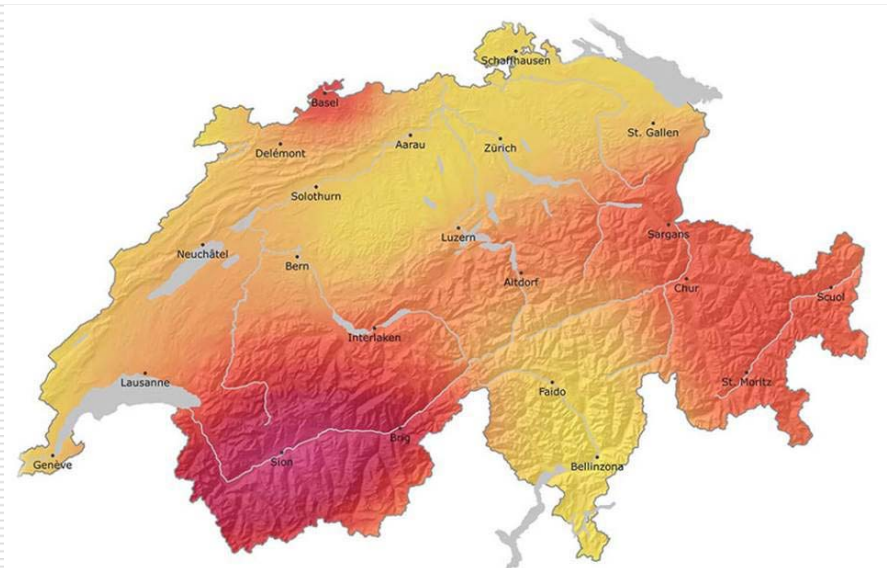 Schaffhausen
Basel
St. Gallen
Aarau
Zürich
Delémont
Solothurn
Sargans
Luzern
Neuchâtel
Bern
Altdorf
Chur
Scuol
Interlaken
Lausanne
St. Moritz
Faido
Brig
Sion
Genève
Bellinzona